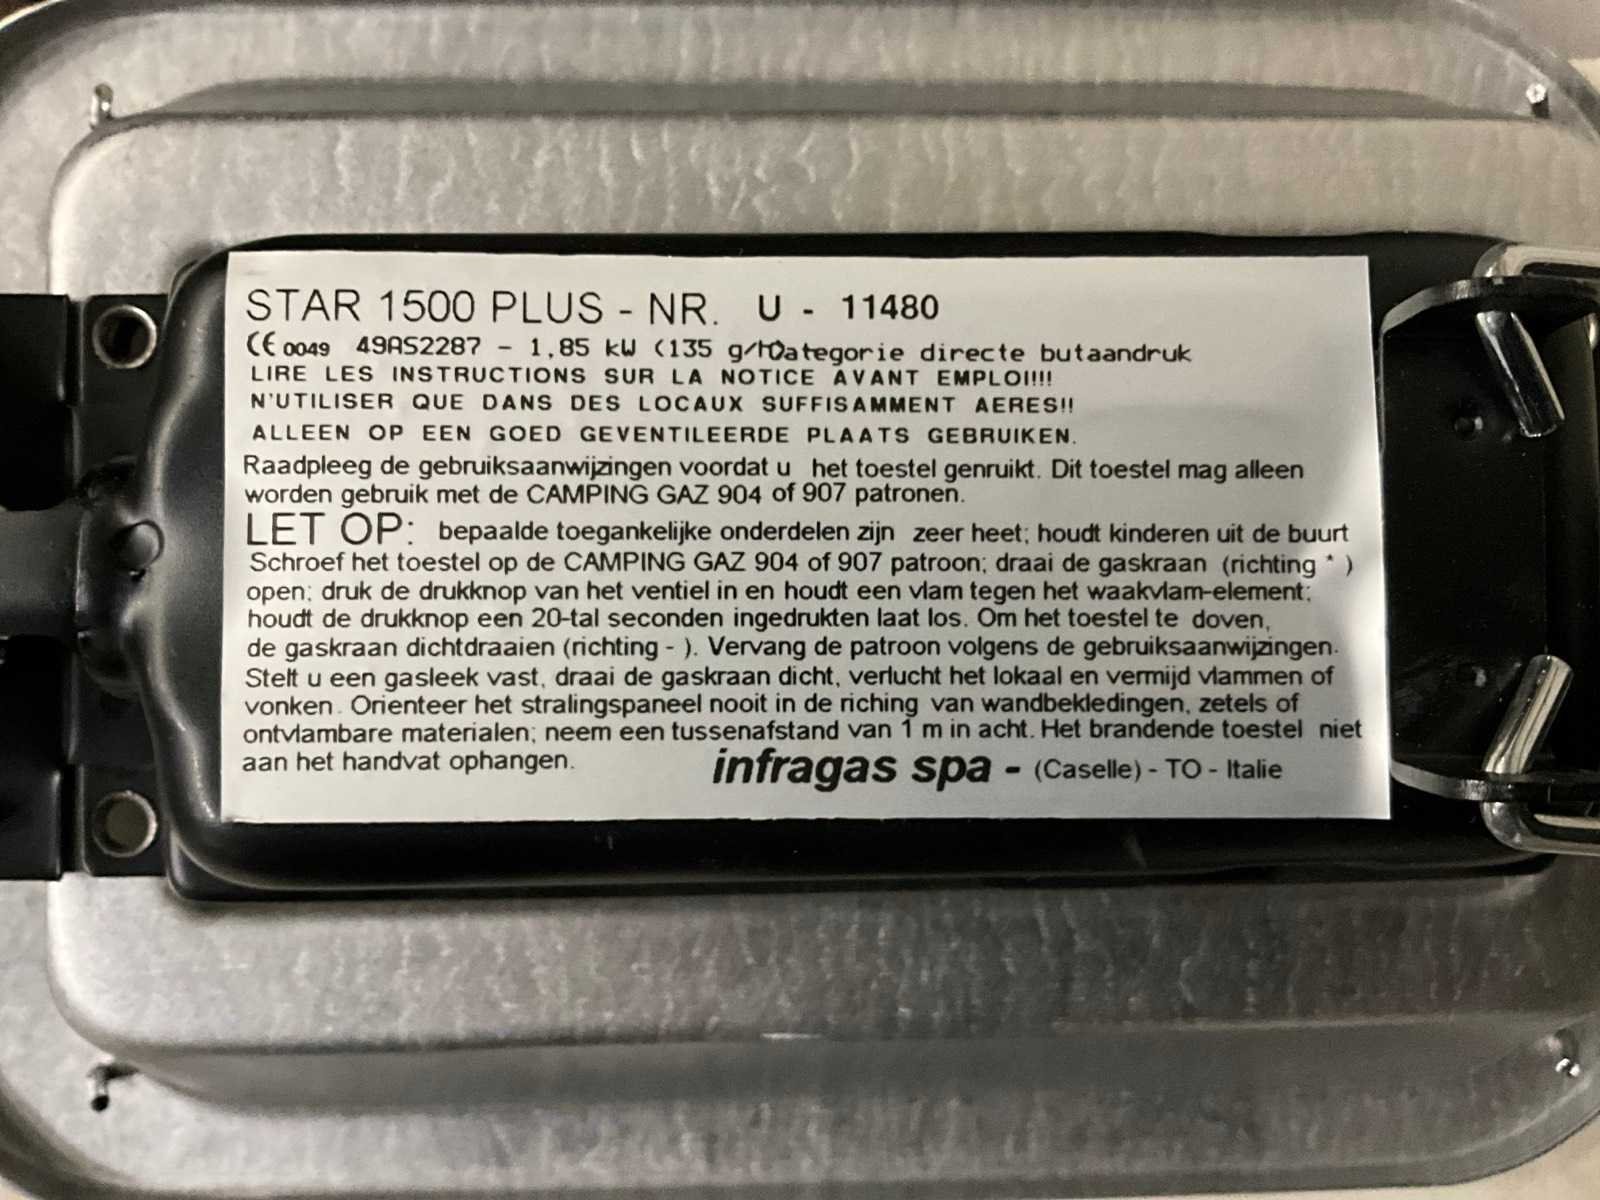 STAR 1500 PLUS - NR. U - 11480
CE 0049 49AS2287 - 1,85 kW (135 g/h categorie directe butaandruk
LIRE LES INSTRUCTIONS SUR LA NOTICE AVANT EMPLOI!!!
N'UTILISER QUE DANS DES LOCAUX SUFFISAMMENT AERES!!
ALLEEN OP EEN GOED GEVENTILEERDE PLAATS GEBRUIKEN.
Raadpleeg de gebruiksaanwijzingen voordat u het toestel genruikt. Dit toestel mag alleen
worden gebruik met de CAMPING GAZ 904 of 907 patronen.
LET OP: bepaalde toegankelijke onderdelen zijn zeer heet; houdt kinderen uit de buurt
Schroef het toestel op de CAMPING GAZ 904 of 907 patroon; draai de gaskraan (richting * )
open; druk de drukknop van het ventiel in en houdt een vlam tegen het waakvlam-element;
houdt de drukknop een 20-tal seconden ingedrukten laat los. Om het toestel te doven,
de gaskraan dichtdraaien (richting - ). Vervang de patroon volgens de gebruiksaanwijzingen.
Stelt u een gasleek vast, draai de gaskraan dicht, verlucht het lokaal en vermijd vlammen of
vonken. Orienteer het stralingspaneel nooit in de riching van wandbekledingen, zetels of
ontvlambare materialen; neem een tussenafstand van 1 m in acht. Het brandende toestel niet
aan het handvat ophangen. infragas spa - (Caselle) - TO - Italie